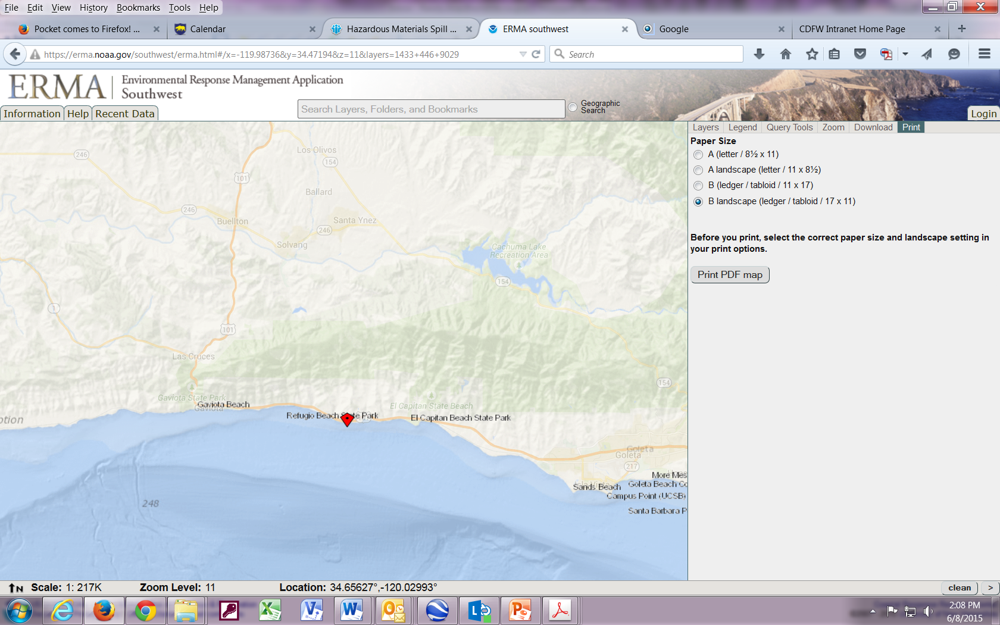 File Edit View History Bookmarks Tools Help
Pocket comes to Firefox! ...
Calendar
Hazardous Materials Spill ...
ERMA southwest
Google
CDFW Intranet Home Page
https://erma.noaa.gov/southwest/erma.html#/x=-119.98736&y=34.47194&z=11&layers=1433+446+9029
Search
ERMA
Environmental Response Management Application
Southwest
Search Layers, Folders, and Bookmarks
Geographic
Search
Information Help Recent Data
Login
Layers Legend Query Tools Zoom Download Print
Paper Size
A (letter / 8½ x 11)
A landscape (letter / 11 x 8½)
B (ledger / tabloid / 11 x 17)
B landscape (ledger / tabloid / 17 x 11)
Before you print, select the correct paper size and landscape setting in
your print options.
Print PDF map
246
Los Olivos
154
101
Ballard
246
Buellton
Santa Ynez
246
Solvang
Cachuma Lake
Recreation Area
154
1
101
Las Cruces
154
Gaviota State Park
Gaviota Beach
Gaviota
El Capitan State Beach
Refugio Beach State Park
El Capitan Beach State Park
ption
Goleta
Goleta
217
More Mes
Isla Vista
Sands Beach
Goleta Beach Co
Campus Point (UCSB)
248
Santa Barbara P
N
Scale: 1: 217K
Zoom Level: 11
Location: 34.65627°,-120.02993°
clean
>
2:08 PM
6/8/2015